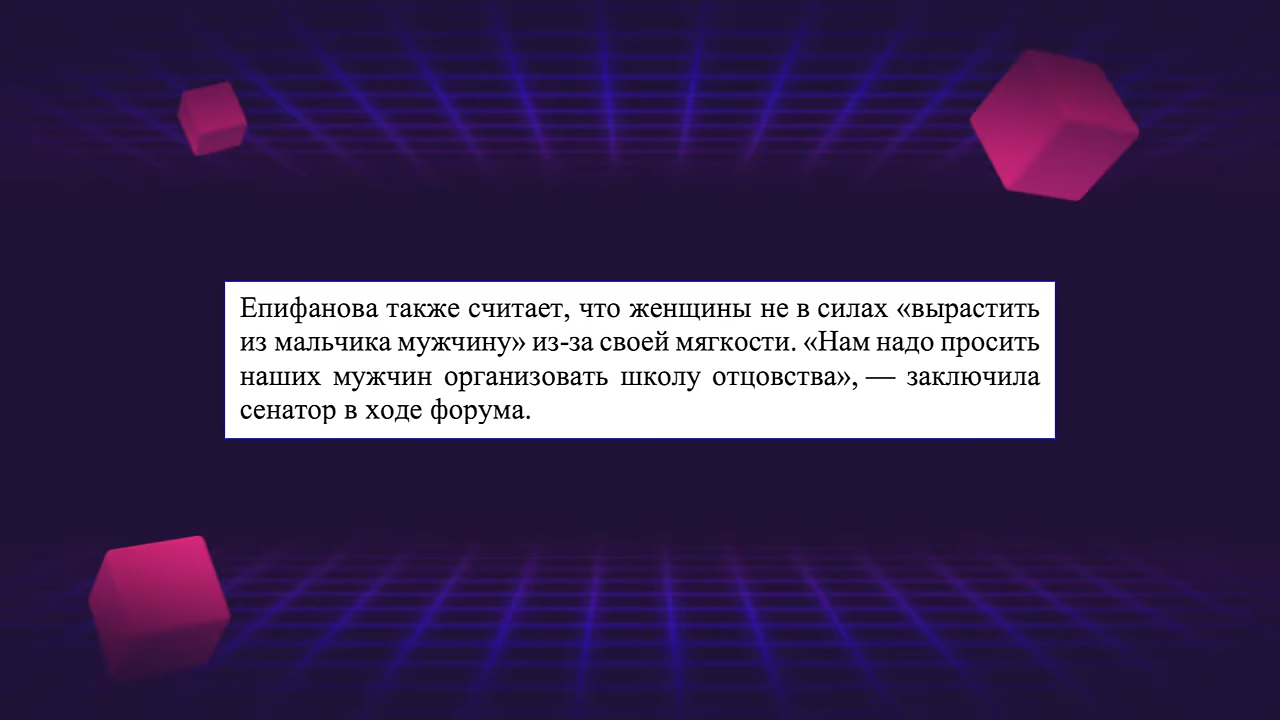 Епифанова также считает, что женщины не в силах «вырастить
из мальчика мужчину» из-за своей мягкости. «Нам надо просить
наших мужчин организовать школу отцовства», — заключила
сенатор в ходе форума.